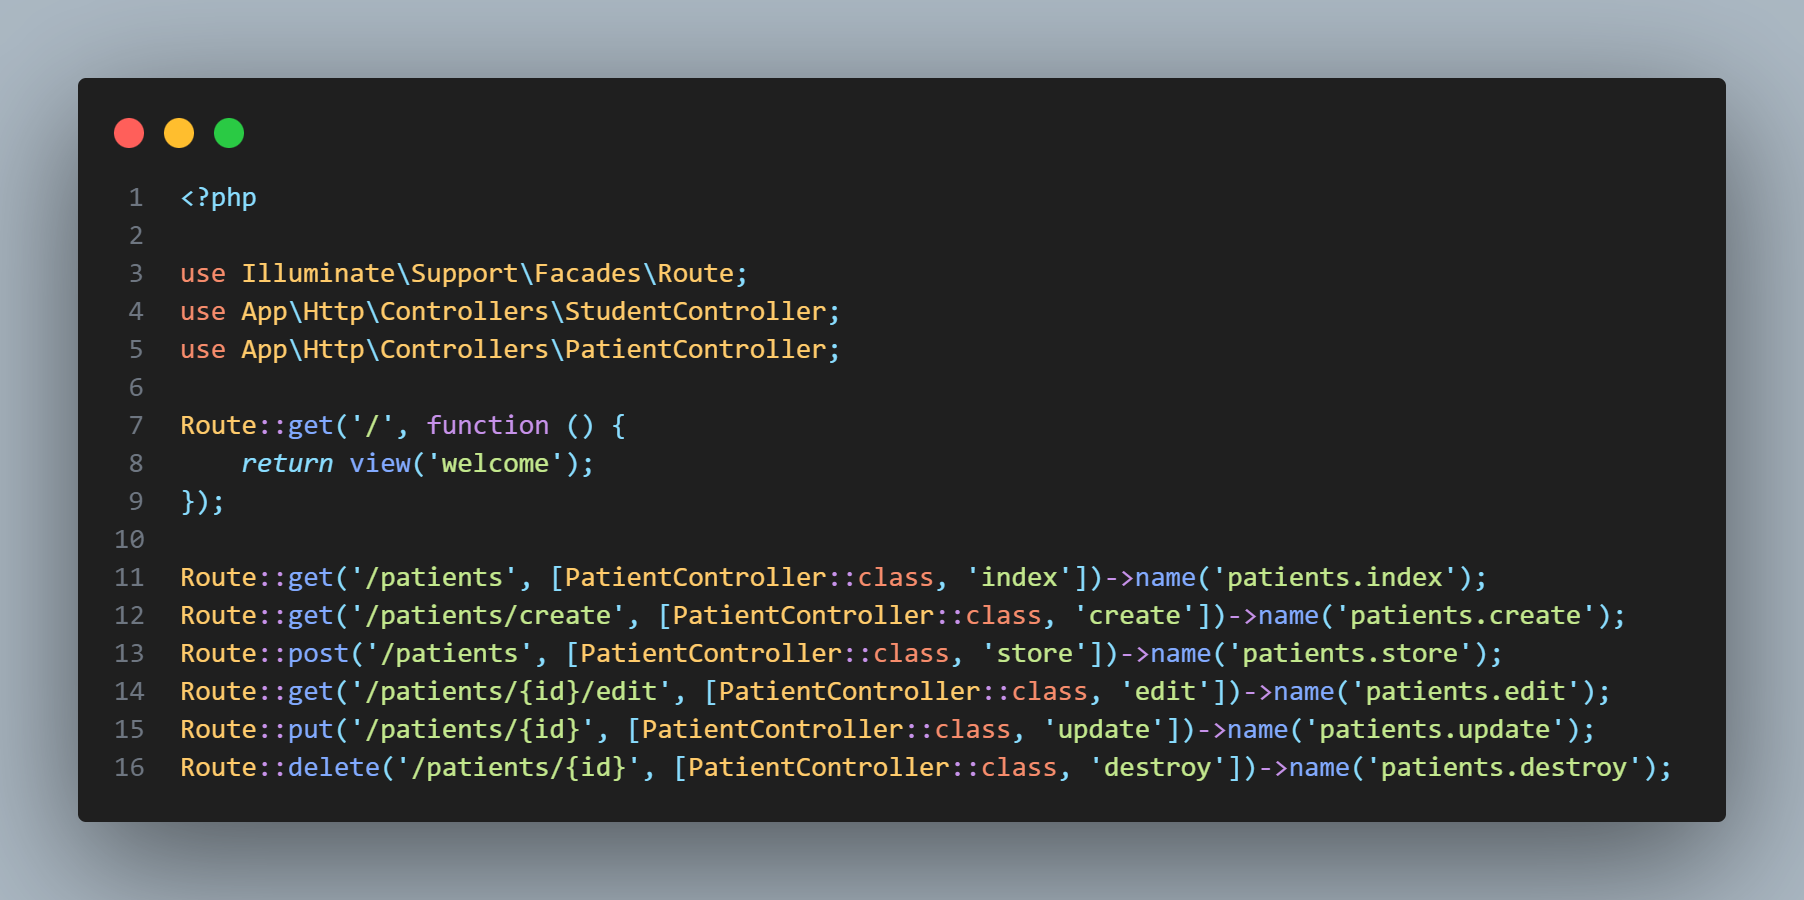 1 <?php
2
3 use Illuminate\Support\Facades\Route;
4 use App\Http\Controllers\StudentController;
5 use App\Http\Controllers\PatientController;
6
7 Route::get('/', function () {
8     return view('welcome');
9 });
10
11 Route::get('/patients', [PatientController::class, 'index'])->name('patients.index');
12 Route::get('/patients/create', [PatientController::class, 'create'])->name('patients.create');
13 Route::post('/patients', [PatientController::class, 'store'])->name('patients.store');
14 Route::get('/patients/{id}/edit', [PatientController::class, 'edit'])->name('patients.edit');
15 Route::put('/patients/{id}', [PatientController::class, 'update'])->name('patients.update');
16 Route::delete('/patients/{id}', [PatientController::class, 'destroy'])->name('patients.destroy');